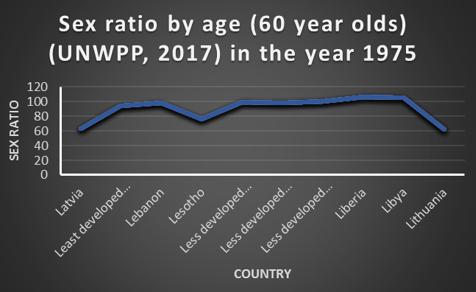 Sex ratio by age (60 year olds)
(UNWPP, 2017) in the year 1975
120
100
80
60
40
20
0
SEX RATIO
Latvia
Least developed...
Lebanon
Lesotho
Less developed...
Less developed...
Less developed...
Liberia
Libya
Lithuania
COUNTRY